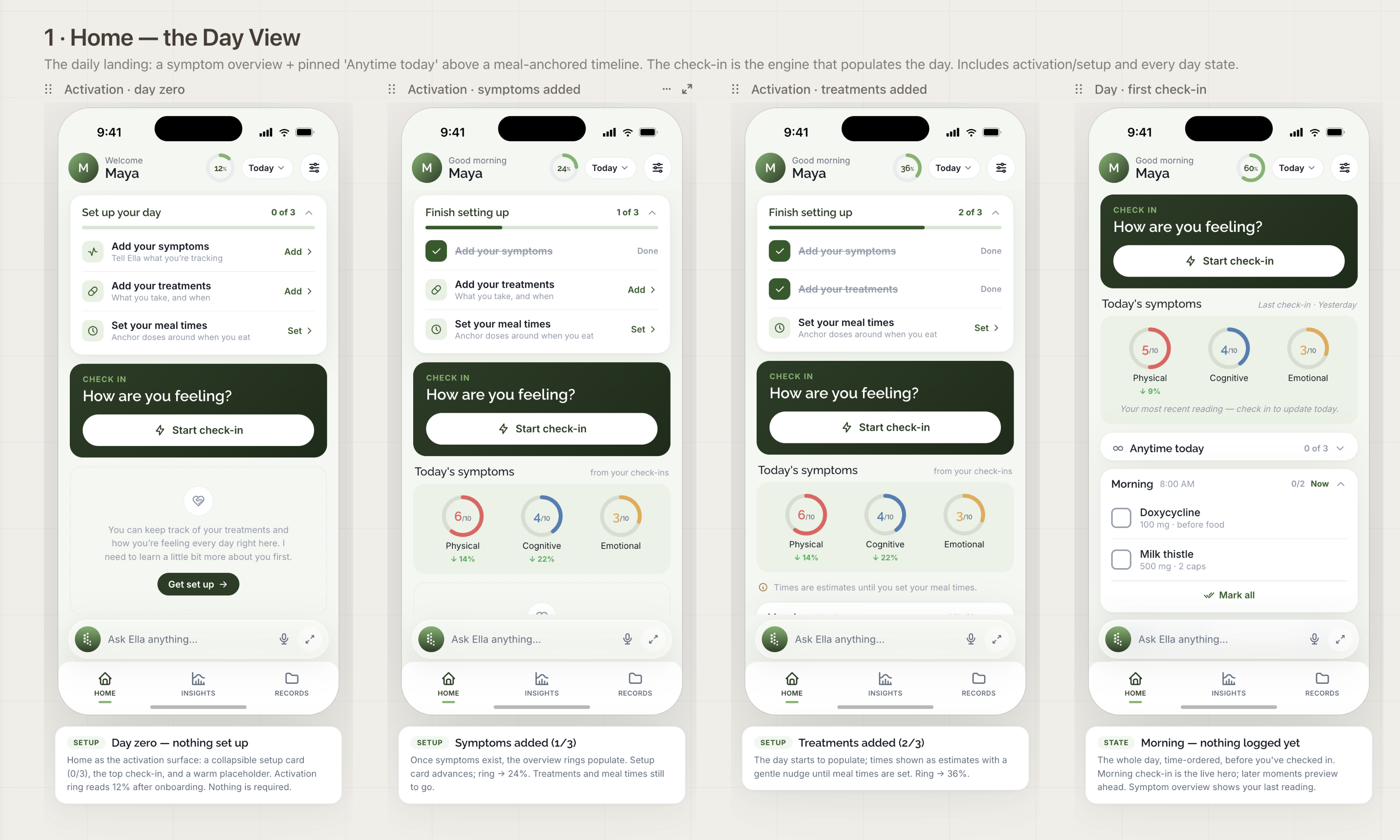 1 · Home — the Day View
The daily landing: a symptom overview + pinned 'Anytime today' above a meal-anchored timeline. The check-in is the engine that populates the day. Includes activation/setup and every day state.
Activation · day zero
9:41
M
Welcome
Maya
12%
Today
Set up your day
0 of 3
Add your symptoms
Tell Ella what you're tracking
Add
Add your treatments
What you take, and when
Add
Set your meal times
Anchor doses around when you eat
Set
CHECK IN
How are you feeling?
Start check-in
You can keep track of your treatments and
how you're feeling every day right here. I
need to learn a little bit more about you first.
Get set up →
Ask Ella anything...
HOME
INSIGHTS
RECORDS
SETUP Day zero — nothing set up
Home as the activation surface: a collapsible setup card
(0/3), the top check-in, and a warm placeholder. Activation
ring reads 12% after onboarding. Nothing is required.
Activation · symptoms added
9:41
M
Good morning
Maya
24%
Today
Finish setting up
1 of 3
Add your symptoms
Done
Add your treatments
What you take, and when
Add
Set your meal times
Anchor doses around when you eat
Set
CHECK IN
How are you feeling?
Start check-in
Today's symptoms
from your check-ins
6/10
4/10
3/10
Physical
Cognitive
Emotional
↓ 14%
↓ 22%
Ask Ella anything...
HOME
INSIGHTS
RECORDS
SETUP Symptoms added (1/3)
Once symptoms exist, the overview rings populate. Setup
card advances; ring → 24%. Treatments and meal times still
to go.
Activation · treatments added
9:41
M
Good morning
Maya
36%
Today
Finish setting up
2 of 3
Add your symptoms
Done
Add your treatments
Done
Set your meal times
Anchor doses around when you eat
Set
CHECK IN
How are you feeling?
Start check-in
Today's symptoms
from your check-ins
6/10
4/10
3/10
Physical
Cognitive
Emotional
↓ 14%
↓ 22%
Times are estimates until you set your meal times.
Ask Ella anything...
HOME
INSIGHTS
RECORDS
SETUP Treatments added (2/3)
The day starts to populate; times shown as estimates with a
gentle nudge until meal times are set. Ring → 36%.
Day · first check-in
9:41
M
Good morning
Maya
60%
Today
CHECK IN
How are you feeling?
Start check-in
Today's symptoms
Last check-in · Yesterday
5/10
4/10
3/10
Physical
Cognitive
Emotional
↓ 9%
Your most recent reading — check in to update today.
Anytime today
0 of 3
Morning 8:00 AM
0/2 Now
Doxycycline
100 mg · before food
Milk thistle
500 mg · 2 caps
Mark all
Ask Ella anything...
HOME
INSIGHTS
RECORDS
STATE Morning — nothing logged yet
The whole day, time-ordered, before you've checked in.
Morning check-in is the live hero; later moments preview
ahead. Symptom overview shows your last reading.